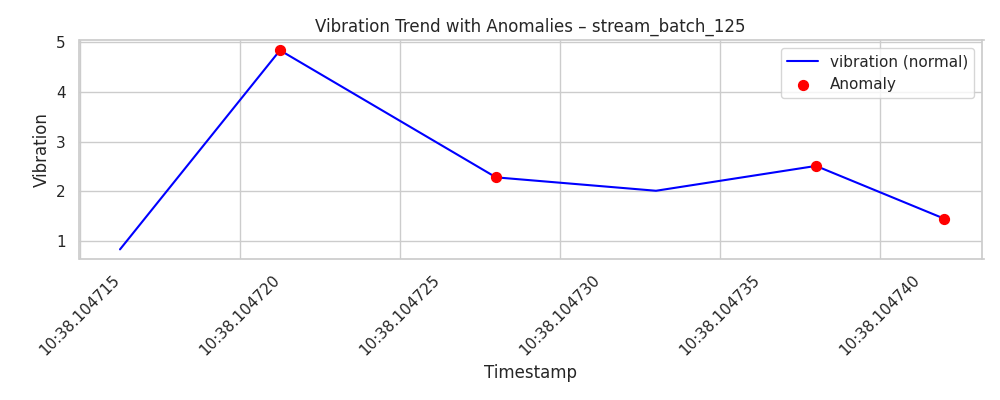 Vibration Trend with Anomalies – stream_batch_125
5
4
3
2
1
Vibration
vibration (normal)
Anomaly
10:38.104715
10:38.104720
10:38.104725
10:38.104730
10:38.104735
10:38.104740
Timestamp